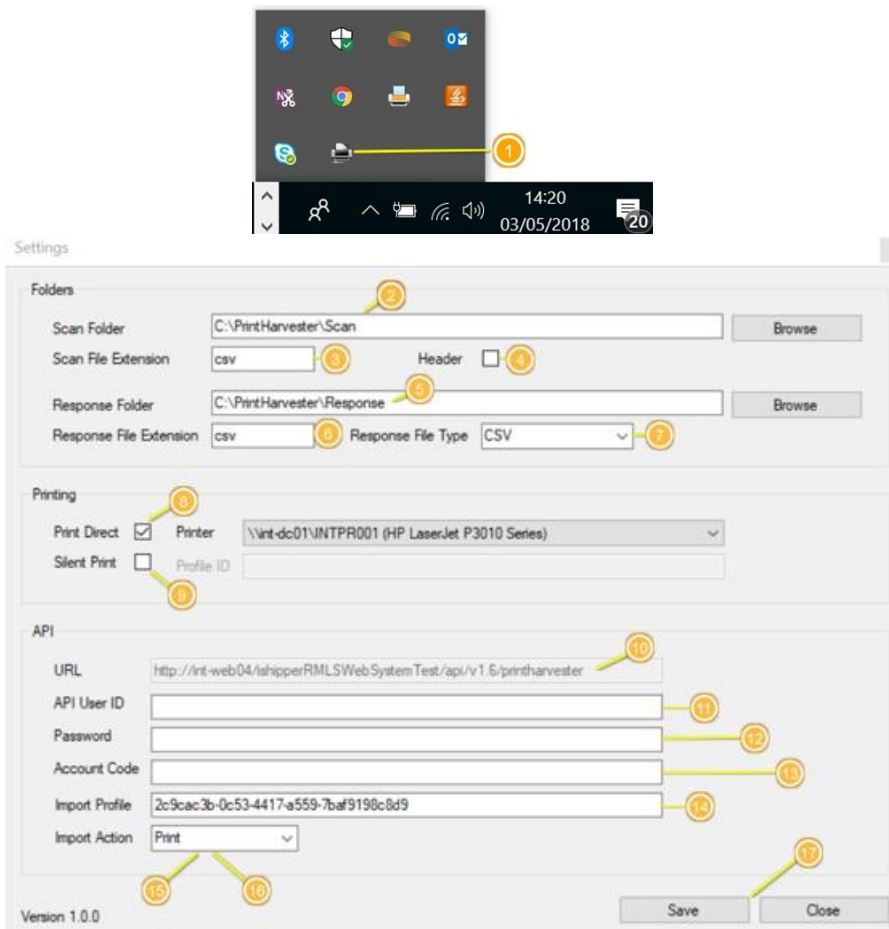 1
14:20
03/05/2018
20
Settings
Folders
2
Scan Folder C:\PrintHarvester\Scan Browse
Scan File Extension csv 3 Header 4
5
Response Folder C:\PrintHarvester\Response Browse
Response File Extension csv 6 Response File Type CSV 7
Printing
8
Print Direct Printer \\int-dc01\INTPR001 (HP LaserJet P3010 Series)
Silent Print Profile ID
9
API
10
URL http://int-web04/ishipperRMLSWebSystemTest/api/v1.6/printharvester
API User ID 11
Password 12
Account Code 13
Import Profile 2c9cac3b-0c53-4417-a559-7baf9198c8d9 14
Import Action Print
15 16 17
Version 1.0.0 Save Close